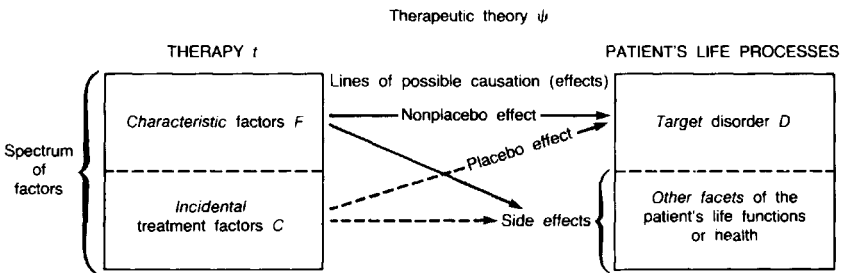 Therapeutic theory ψ
THERAPY t
PATIENT'S LIFE PROCESSES
Lines of possible causation (effects)
Spectrum
of
factors
Characteristic factors F
Nonplacebo effect
Target disorder D
Placebo effect
Incidental
treatment factors C
Side effects
Other facets of the
patient's life functions
or health